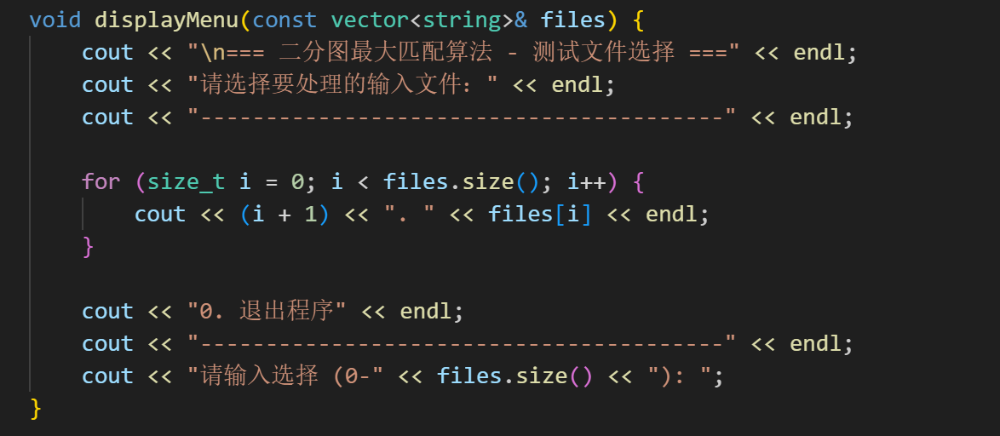 void displayMenu(const vector<string>& files) {
    cout << "\n=== 二分图最大匹配算法 - 测试文件选择 ===" << endl;
    cout << "请选择要处理的输入文件：" << endl;
    cout << "----------------------------------------" << endl;
    for (size_t i = 0; i < files.size(); i++) {
        cout << (i + 1) << ". " << files[i] << endl;
    }
    cout << "0. 退出程序" << endl;
    cout << "----------------------------------------" << endl;
    cout << "请输入选择 (0-" << files.size() << "): ";
}